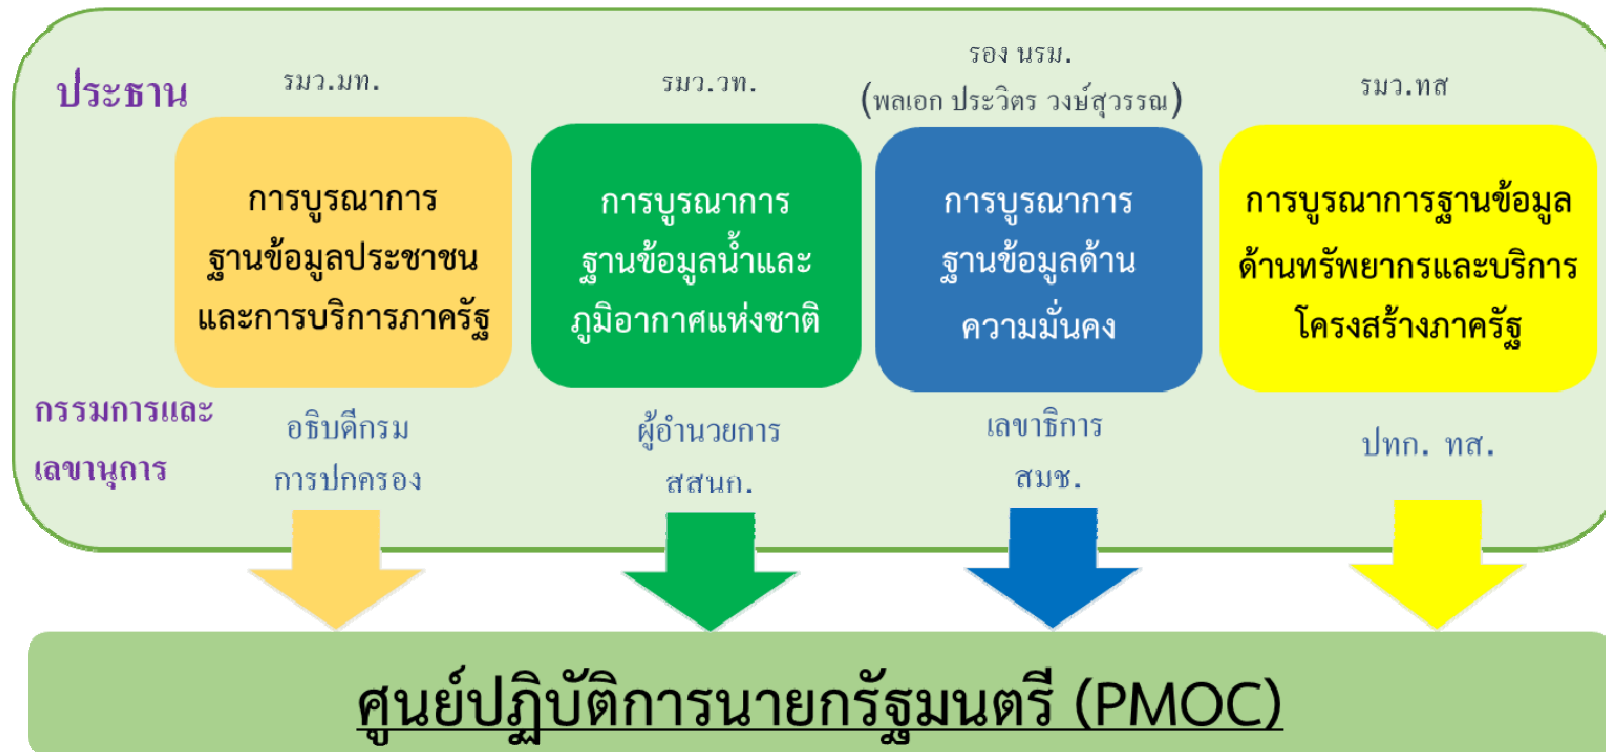 ประธาน
รมว.มท.
รมว.วท.
รอง นรม.
(พลเอก ประวิตร วงษ์สุวรรณ)
รมว.ทส
การบูรณาการ
ฐานข้อมูลประชาชน
และการบริการภาครัฐ
การบูรณาการ
ฐานข้อมูลน้ำและ
ภูมิอากาศแห่งชาติ
การบูรณาการ
ฐานข้อมูลด้าน
ความมั่นคง
การบูรณาการฐานข้อมูล
ด้านทรัพยากรและบริการ
โครงสร้างภาครัฐ
กรรมการและ
เลขานุการ
อธิบดีกรม
การปกครอง
ผู้อำนวยการ
สสนก.
เลขาธิการ
สมช.
ปทก. ทส.
ศูนย์ปฏิบัติการนายกรัฐมนตรี (PMOC)